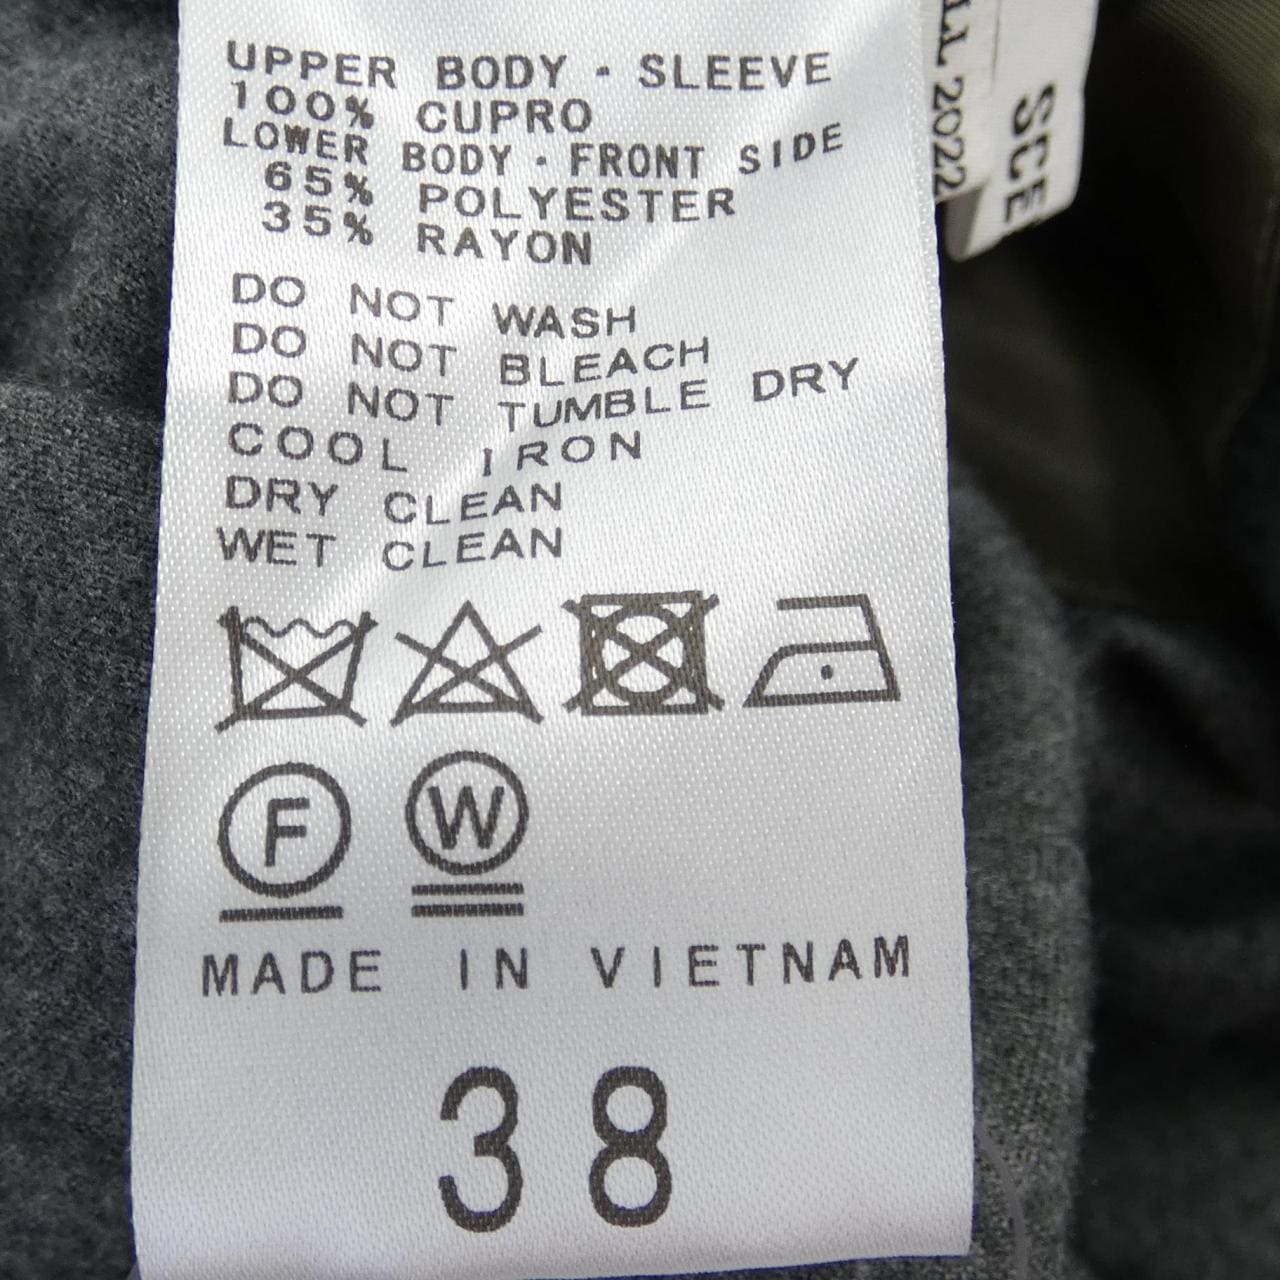 UPPER BODY · SLEEVE
100% CUPRO
LOWER BODY · FRONT SIDE
65% POLYESTER
35% RAYON
DO NOT WASH
DO NOT BLEACH
DO NOT TUMBLE DRY
COOL IRON
DRY CLEAN
WET CLEAN
F W
MADE IN VIETNAM
38
2022